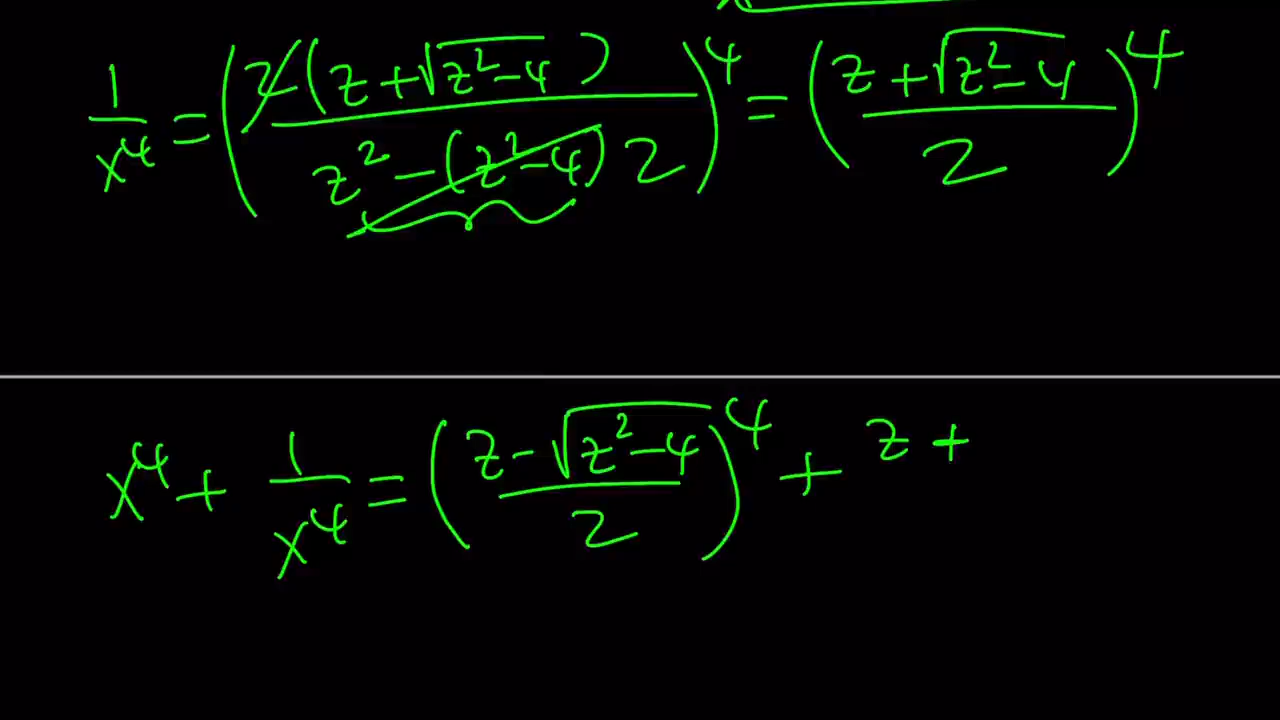 1/x⁴ = (2(z+√(z²-4))/(z²-(z²-4) 2))⁴ = ((z+√(z²-4))/2)⁴
x⁴ + 1/x⁴ = ((z-√(z²-4))/2)⁴ + z +